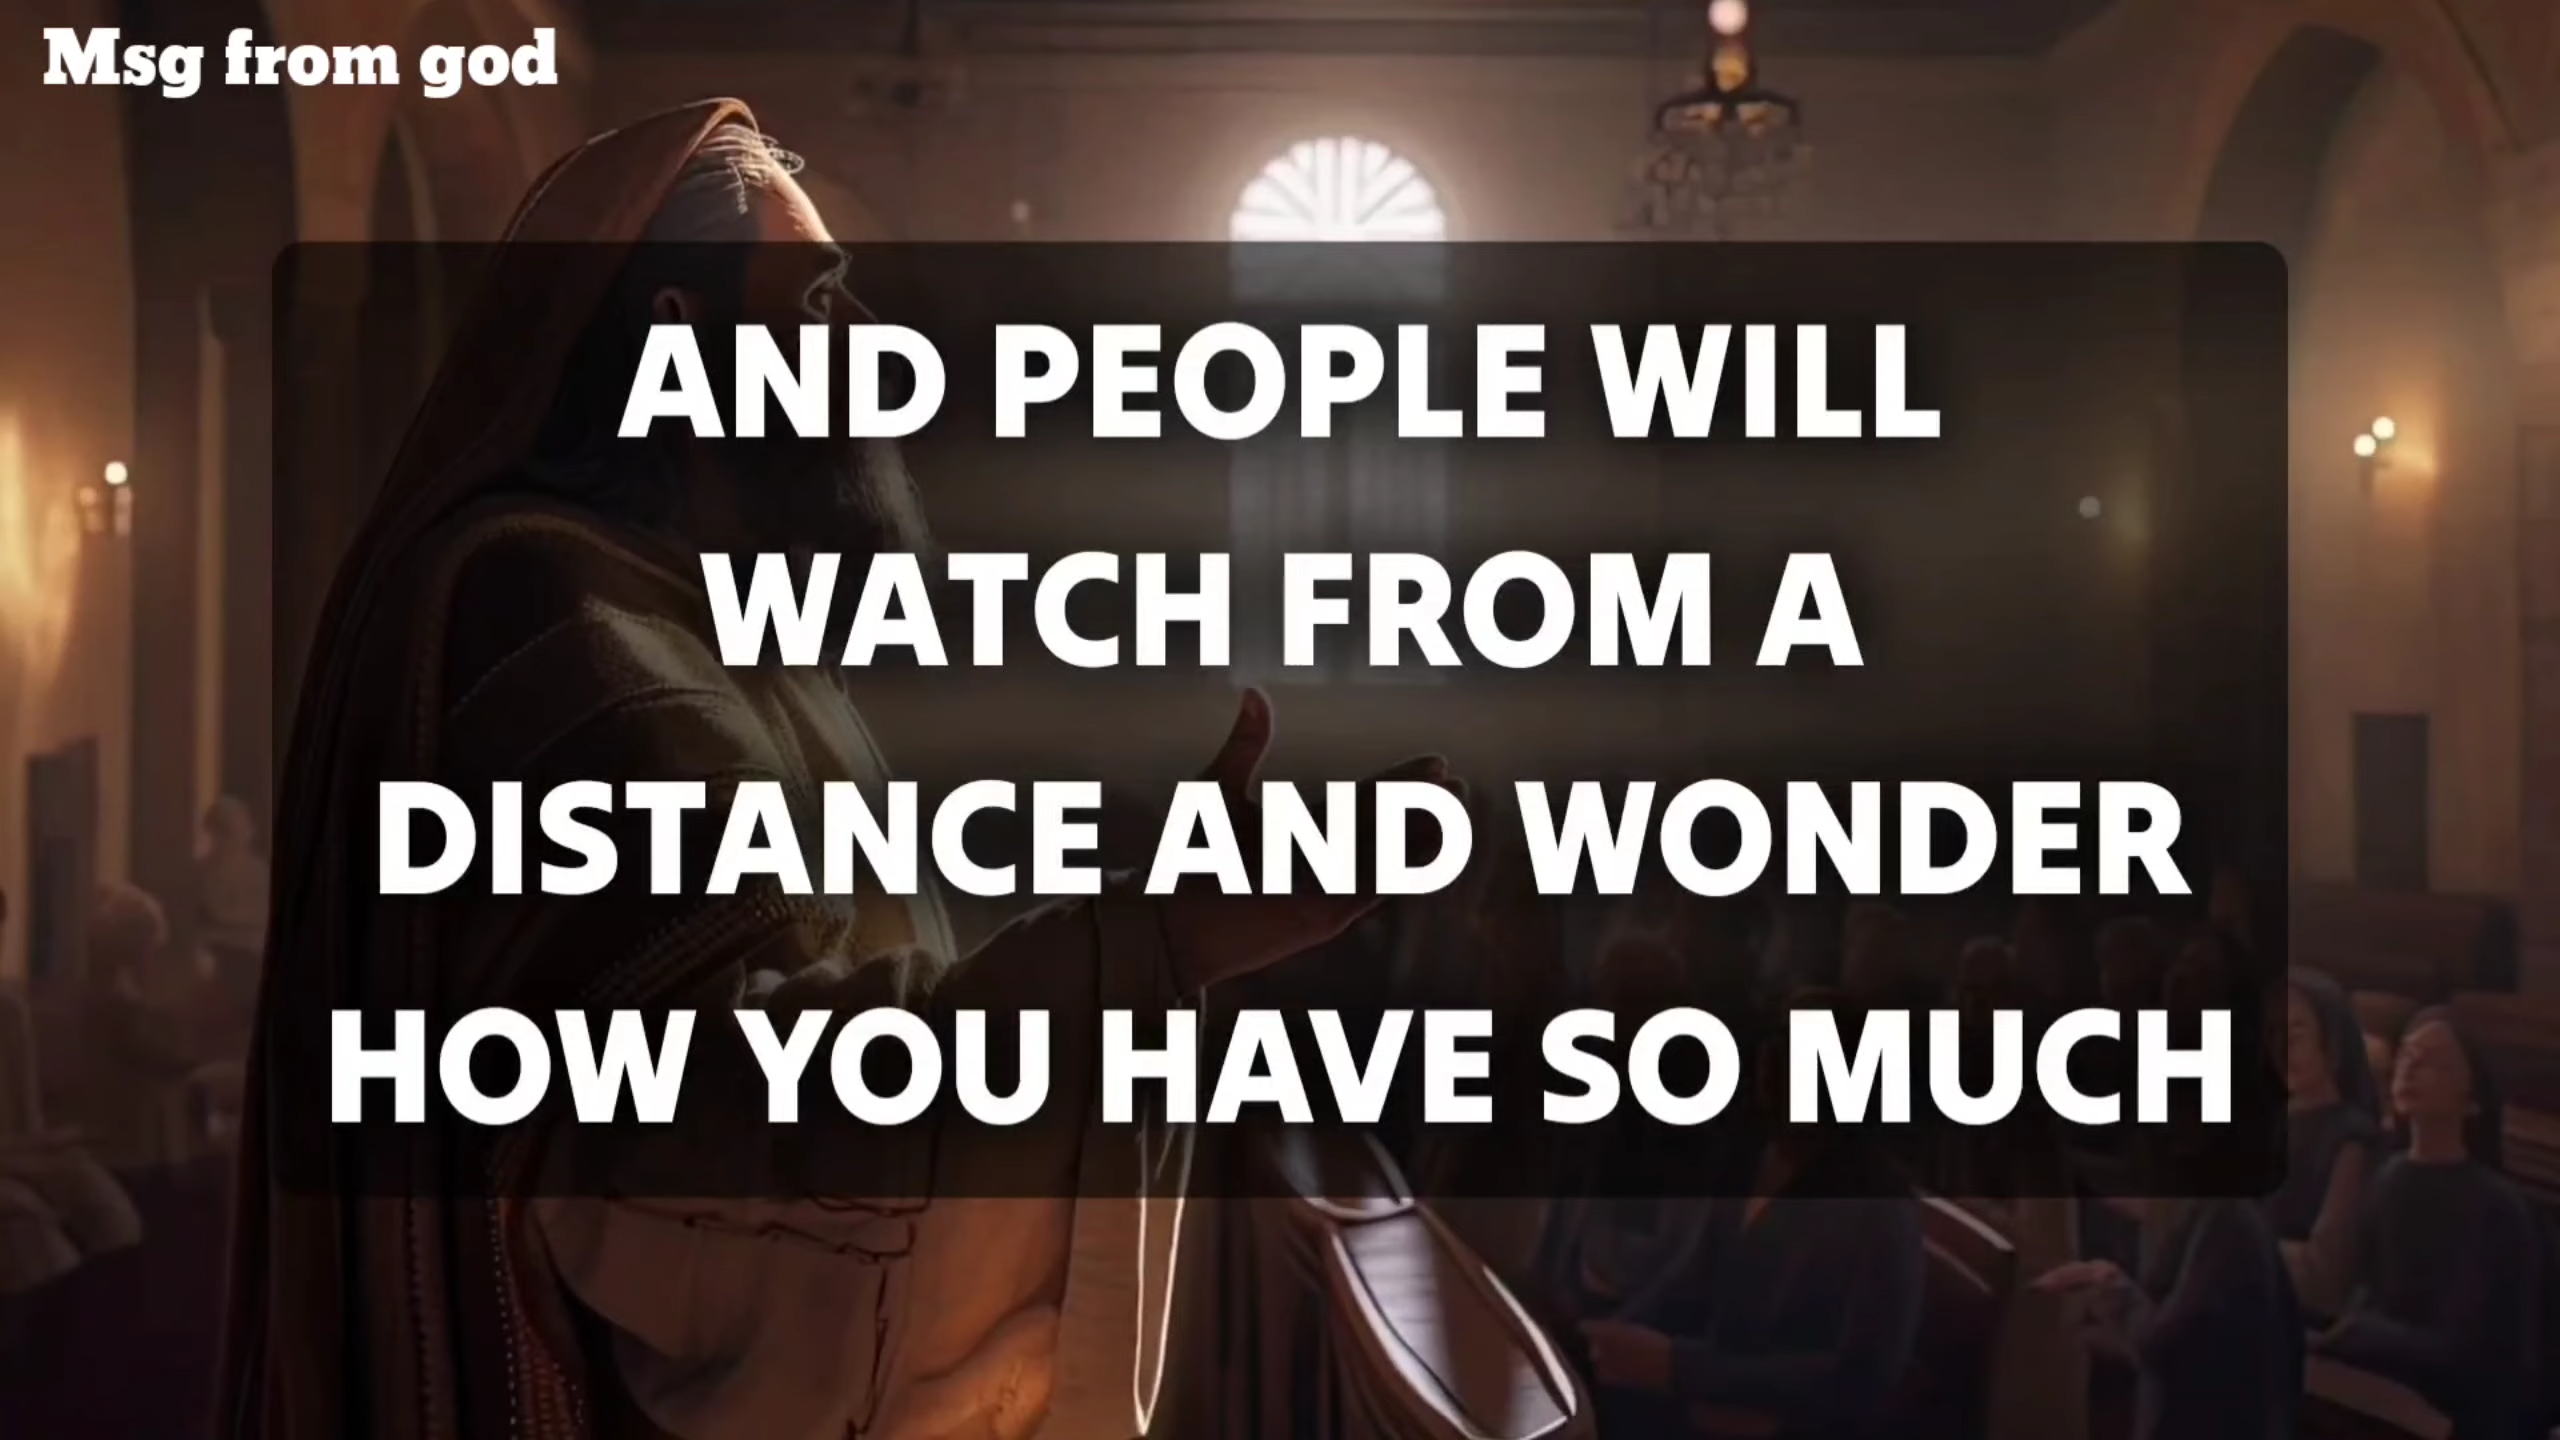 Msg from god
AND PEOPLE WILL
WATCH FROM A
DISTANCE AND WONDER
HOW YOU HAVE SO MUCH